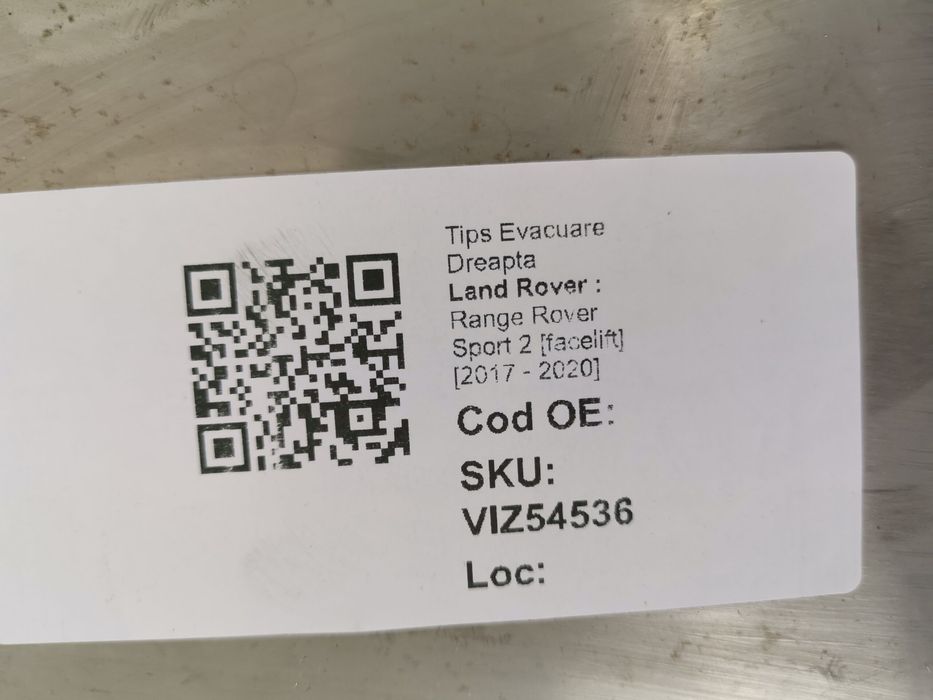 Tips Evacuare
Dreapta
Land Rover :
Range Rover
Sport 2 [facelift]
[2017 - 2020]
Cod OE:
SKU:
VIZ54536
Loc: